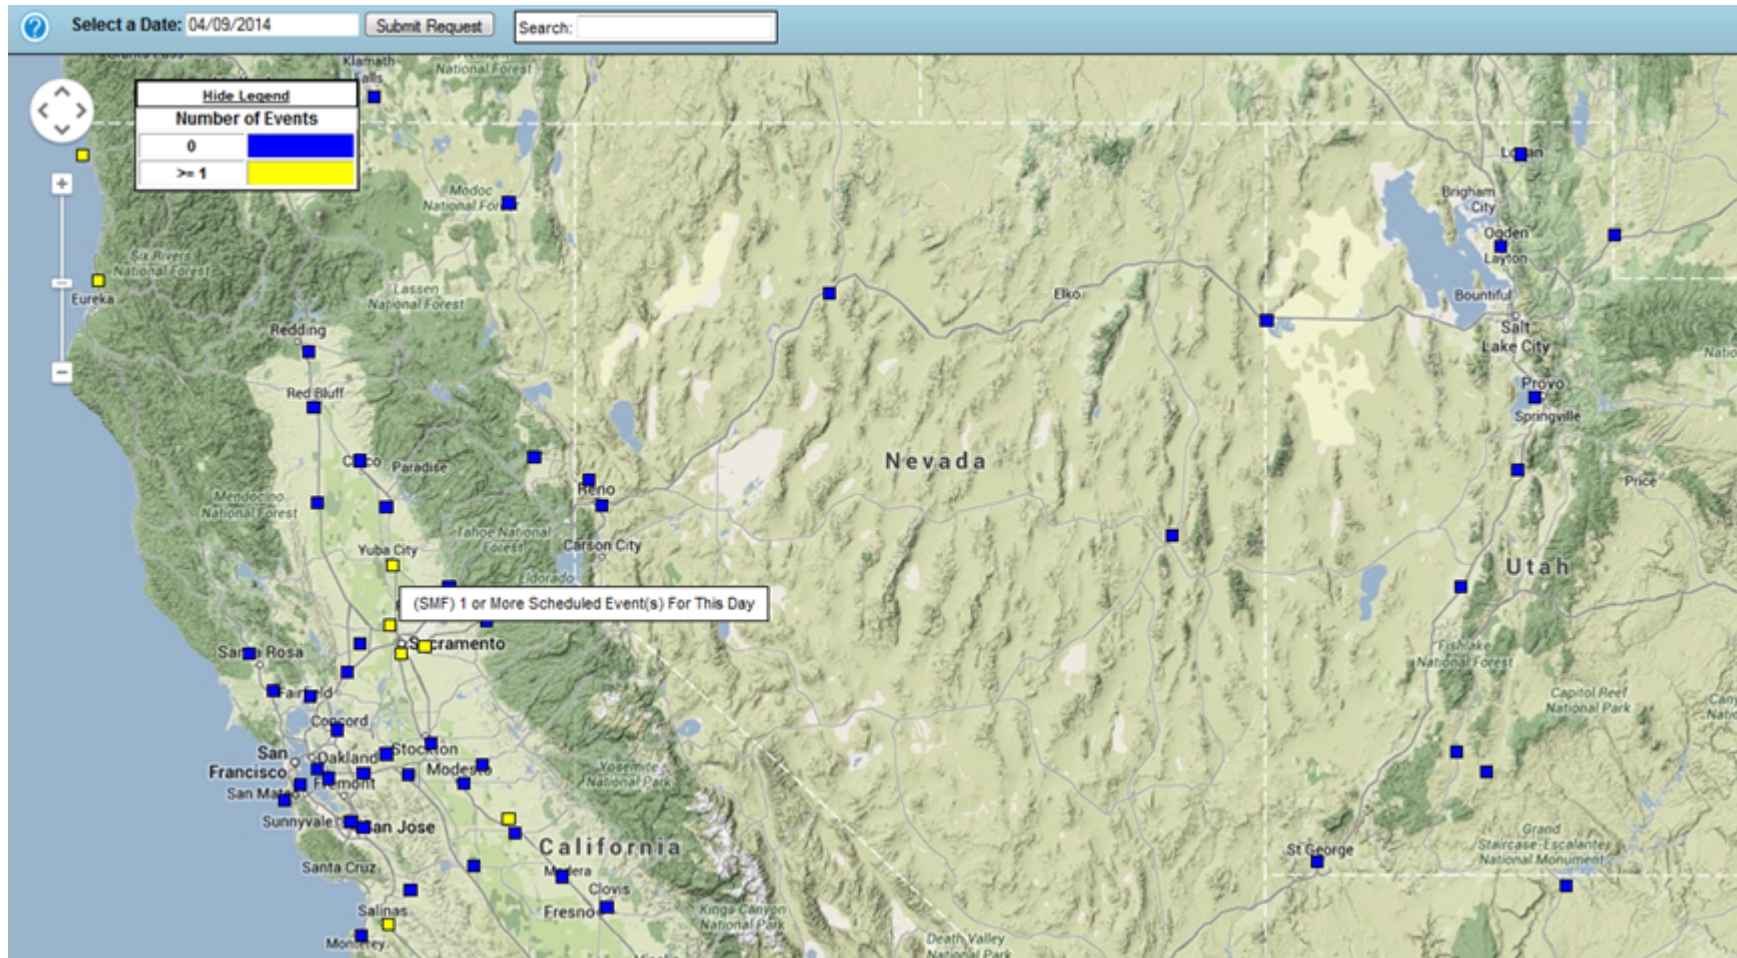 Select a Date: 04/09/2014 Submit Request Search:
Klamath
Falls
National Forest
Hide Legend
Number of Events
0
>= 1
Modoc
National Forest
Six Rivers
National Forest
Lassen
National Forest
Eureka
Redding
Red Bluff
Chico
Paradise
Mendocino
National Forest
Reno
Tahoe National
Forest
Carson City
Yuba City
Eldorado
(SMF) 1 or More Scheduled Event(s) For This Day
Sacramento
Santa Rosa
Fairfield
Concord
San
Francisco
Oakland
Stockton
Fremont
Modesto
San Mateo
Sunnyvale
San Jose
Santa Cruz
Yosemite
National Park
California
Madera
Clovis
Fresno
Salinas
Monterey
Kings Canyon
National Park
Death Valley
National Park
Nevada
Elko
Logan
Brigham
City
Ogden
Layton
Bountiful
Salt
Lake City
Provo
Springville
Price
Utah
Fishlake
National Forest
Capitol Reef
National Park
St George
Grand
Staircase-Escalante
National Monument